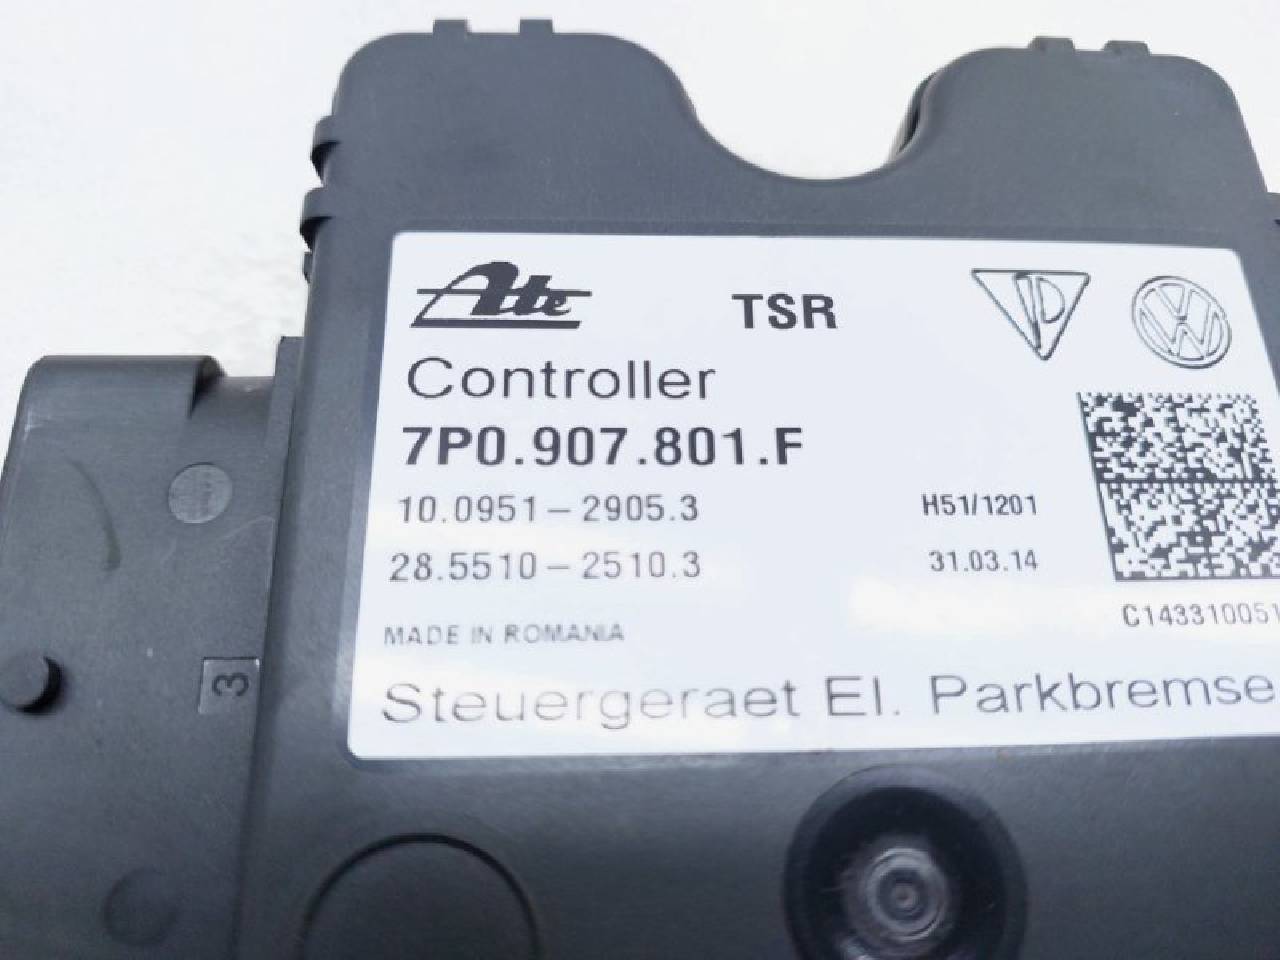 Ate TSR
Controller
7P0.907.801.F
10.0951-2905.3 H51/1201
28.5510-2510.3 31.03.14
C143310051
MADE IN ROMANIA
Steuergeraet El. Parkbremse
3